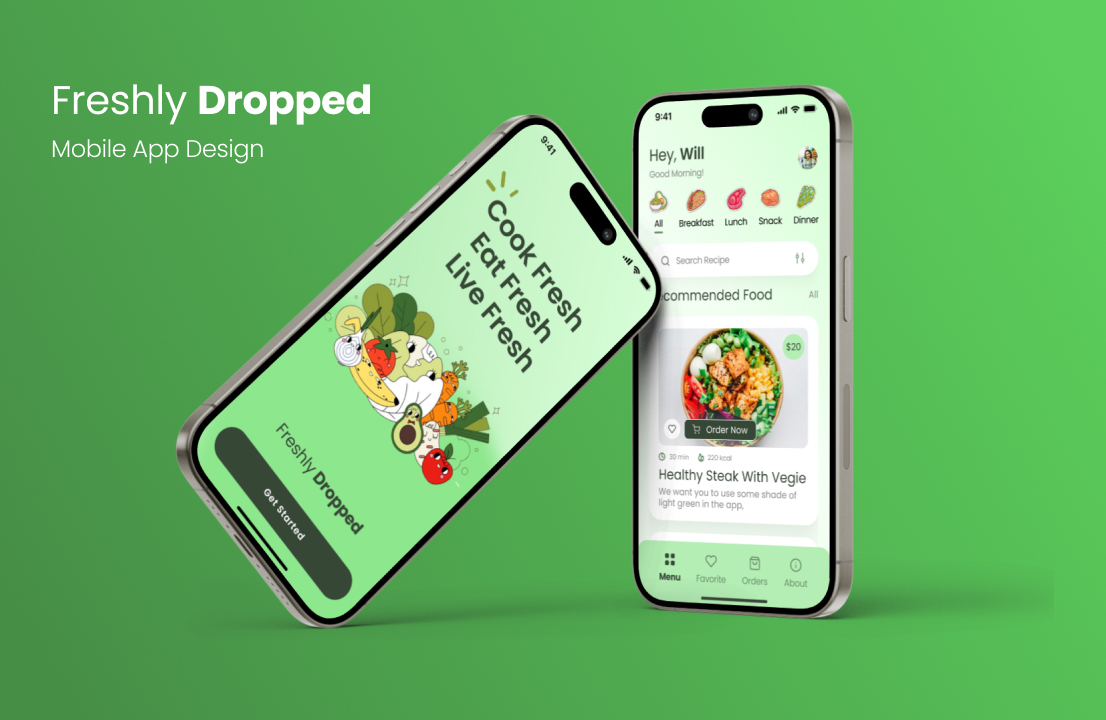 Freshly Dropped
Mobile App Design
9:41
Cook Fresh
Eat Fresh
Live Fresh
Freshly Dropped
Get Started
9:41
Hey, Will
Good Morning!
All Breakfast Lunch Snack Dinner
Search Recipe
commended Food All
$20
Order Now
30 min 220 kcal
Healthy Steak With Vegie
We want you to use some shade of
light green in the app,
Menu Favorite Orders About